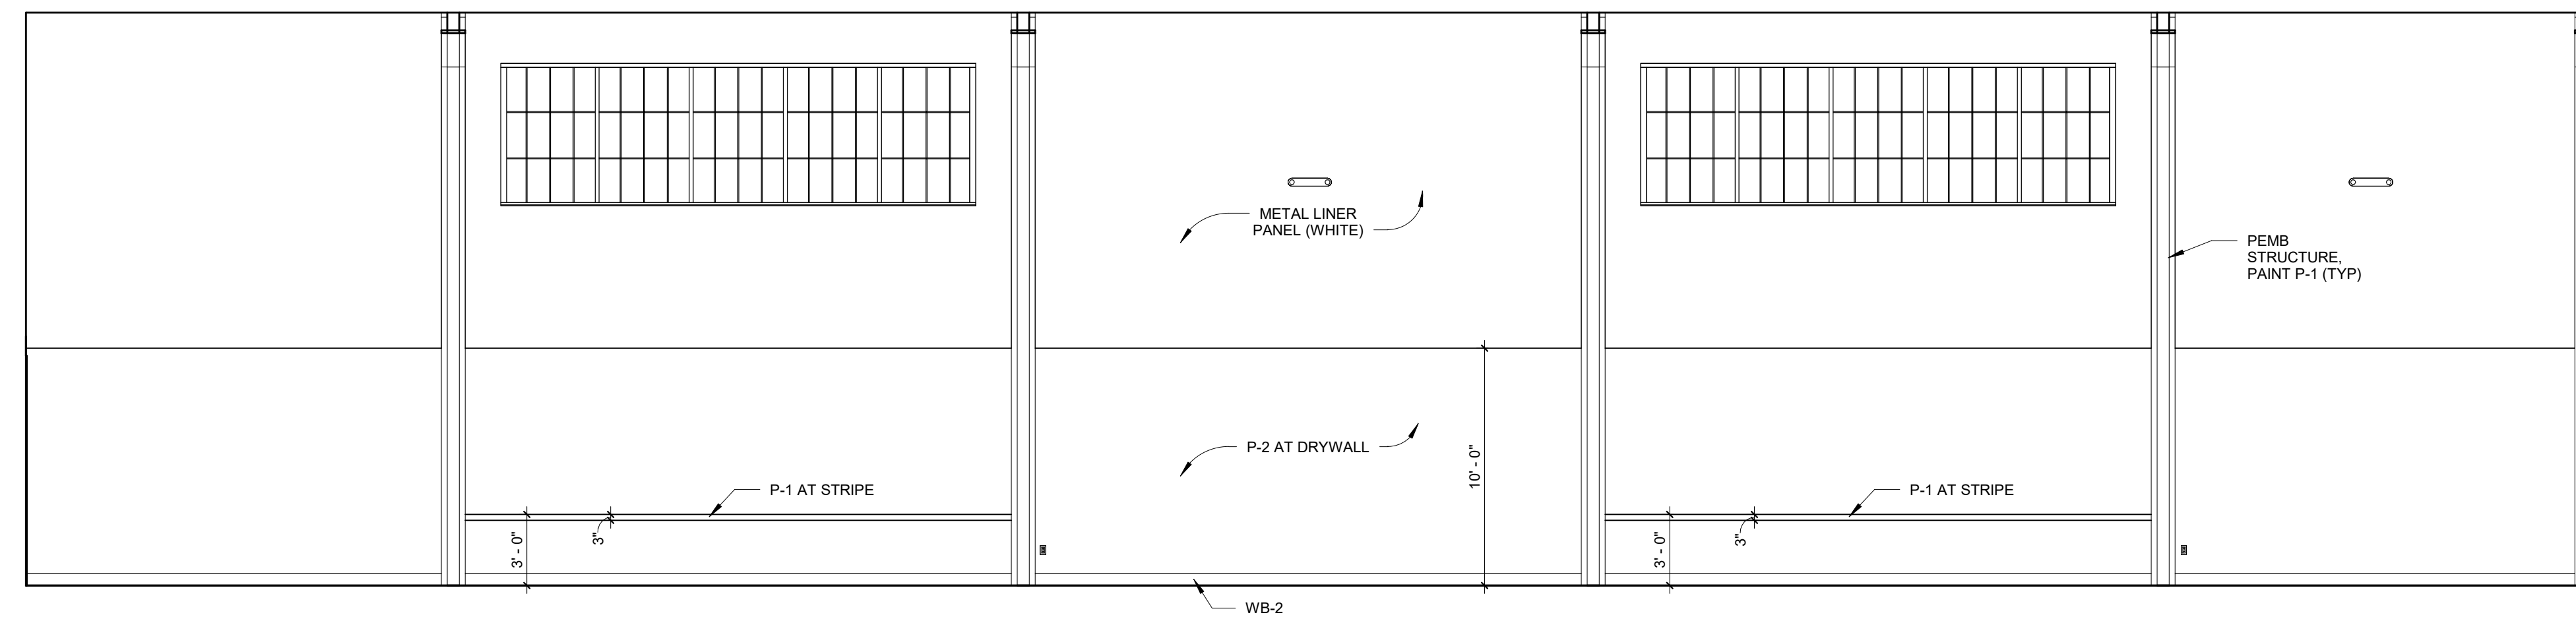 METAL LINER
PANEL (WHITE)
PEMB
STRUCTURE,
PAINT P-1 (TYP)
P-2 AT DRYWALL
10' - 0"
P-1 AT STRIPE
P-1 AT STRIPE
3' - 0"
3"
3' - 0"
3"
WB-2